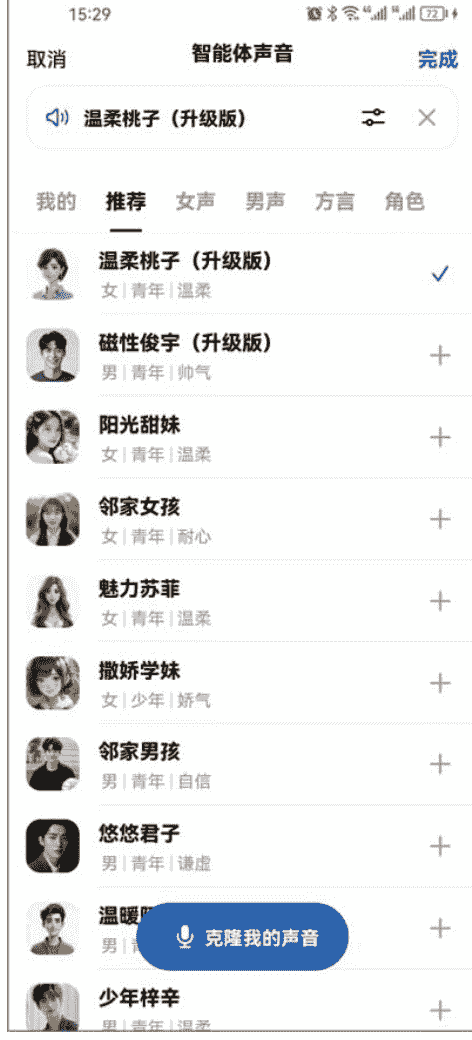 15:29 72
取消 智能体声音 完成
温柔桃子（升级版）
我的 推荐 女声 男声 方言 角色
温柔桃子（升级版）
女 | 青年 | 温柔
磁性俊宇（升级版）
男 | 青年 | 帅气
阳光甜妹
女 | 青年 | 温柔
邻家女孩
女 | 青年 | 耐心
魅力苏菲
女 | 青年 | 温柔
撒娇学妹
女 | 少年 | 娇气
邻家男孩
男 | 青年 | 自信
悠悠君子
男 | 青年 | 谦虚
温暖
男
克隆我的声音
少年梓辛
男 | 青年 | 温柔